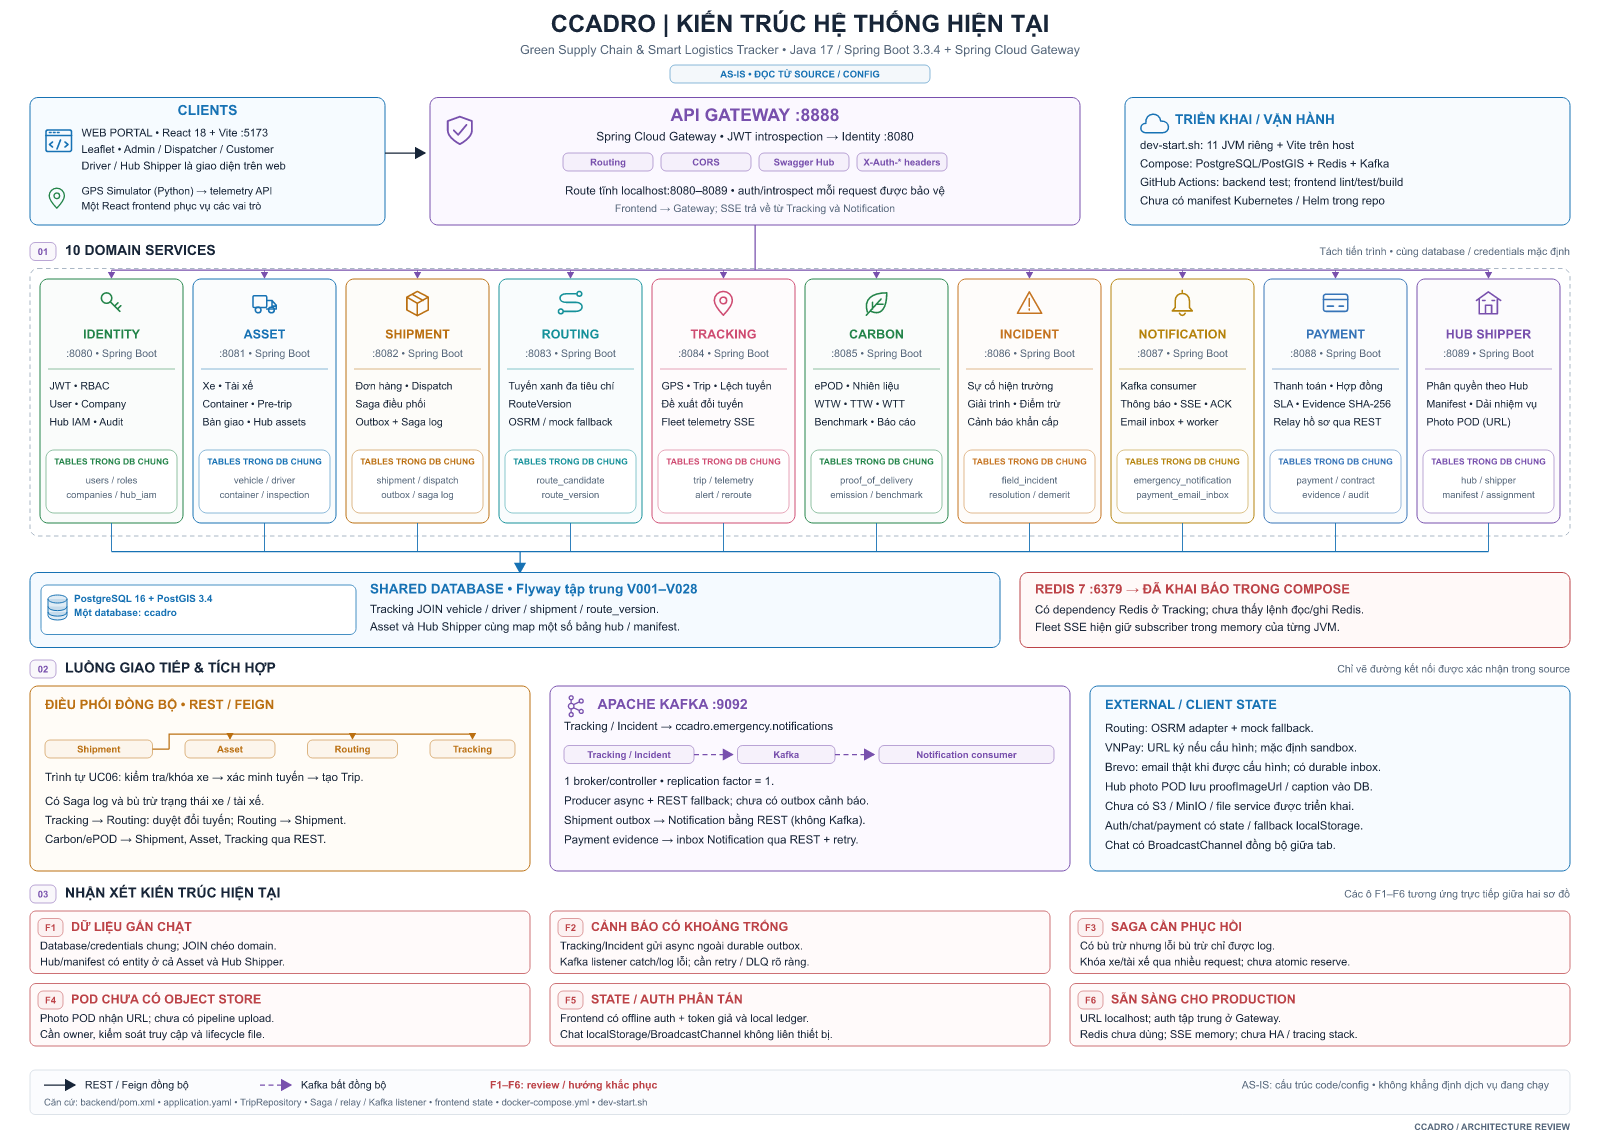 CCADRO | KIẾN TRÚC HỆ THỐNG HIỆN TẠI
Green Supply Chain & Smart Logistics Tracker • Java 17 / Spring Boot 3.3.4 + Spring Cloud Gateway
AS-IS • ĐỌC TỪ SOURCE / CONFIG
CLIENTS
WEB PORTAL • React 18 + Vite :5173
Leaflet • Admin / Dispatcher / Customer
Driver / Hub Shipper là giao diện trên web
GPS Simulator (Python) → telemetry API
Một React frontend phục vụ các vai trò
API GATEWAY :8888
Spring Cloud Gateway • JWT introspection → Identity :8080
Routing
CORS
Swagger Hub
X-Auth-* headers
Route tĩnh localhost:8080–8089 • auth/introspect mỗi request được bảo vệ
Frontend → Gateway; SSE trả về từ Tracking và Notification
TRIỂN KHAI / VẬN HÀNH
dev-start.sh: 11 JVM riêng + Vite trên host
Compose: PostgreSQL/PostGIS + Redis + Kafka
GitHub Actions: backend test; frontend lint/test/build
Chưa có manifest Kubernetes / Helm trong repo
01
10 DOMAIN SERVICES
Tách tiến trình • cùng database / credentials mặc định
IDENTITY
:8080 • Spring Boot
JWT • RBAC
User • Company
Hub IAM • Audit
TABLES TRONG DB CHUNG
users / roles
companies / hub_iam
ASSET
:8081 • Spring Boot
Xe • Tài xế
Container • Pre-trip
Bàn giao • Hub assets
TABLES TRONG DB CHUNG
vehicle / driver
container / inspection
SHIPMENT
:8082 • Spring Boot
Đơn hàng • Dispatch
Saga điều phối
Outbox + Saga log
TABLES TRONG DB CHUNG
shipment / dispatch
outbox / saga log
ROUTING
:8083 • Spring Boot
Tuyến xanh đa tiêu chí
RouteVersion
OSRM / mock fallback
TABLES TRONG DB CHUNG
route_candidate
route_version
TRACKING
:8084 • Spring Boot
GPS • Trip • Lệch tuyến
Đề xuất đổi tuyến
Fleet telemetry SSE
TABLES TRONG DB CHUNG
trip / telemetry
alert / reroute
CARBON
:8085 • Spring Boot
ePOD • Nhiên liệu
WTW • TTW • WTT
Benchmark • Báo cáo
TABLES TRONG DB CHUNG
proof_of_delivery
emission / benchmark
INCIDENT
:8086 • Spring Boot
Sự cố hiện trường
Giải trình • Điểm trừ
Cảnh báo khẩn cấp
TABLES TRONG DB CHUNG
field_incident
resolution / demerit
NOTIFICATION
:8087 • Spring Boot
Kafka consumer
Thông báo • SSE • ACK
Email inbox + worker
TABLES TRONG DB CHUNG
emergency_notification
payment_email_inbox
PAYMENT
:8088 • Spring Boot
Thanh toán • Hợp đồng
SLA • Evidence SHA-256
Relay hồ sơ qua REST
TABLES TRONG DB CHUNG
payment / contract
evidence / audit
HUB SHIPPER
:8089 • Spring Boot
Phân quyền theo Hub
Manifest • Dải nhiệm vụ
Photo POD (URL)
TABLES TRONG DB CHUNG
hub / shipper
manifest / assignment
PostgreSQL 16 + PostGIS 3.4
Một database: ccadro
SHARED DATABASE • Flyway tập trung V001–V028
Tracking JOIN vehicle / driver / shipment / route_version.
Asset và Hub Shipper cùng map một số bảng hub / manifest.
REDIS 7 :6379 → ĐÃ KHAI BÁO TRONG COMPOSE
Có dependency Redis ở Tracking; chưa thấy lệnh đọc/ghi Redis.
Fleet SSE hiện giữ subscriber trong memory của từng JVM.
02
LUỒNG GIAO TIẾP & TÍCH HỢP
Chỉ vẽ đường kết nối được xác nhận trong source
ĐIỀU PHỐI ĐỒNG BỘ • REST / FEIGN
Shipment
Asset
Routing
Tracking
Trình tự UC06: kiểm tra/khóa xe → xác minh tuyến → tạo Trip.
Có Saga log và bù trừ trạng thái xe / tài xế.
Tracking → Routing: duyệt đổi tuyến; Routing → Shipment.
Carbon/ePOD → Shipment, Asset, Tracking qua REST.
APACHE KAFKA :9092
Tracking / Incident → ccadro.emergency.notifications
Tracking / Incident
Kafka
Notification consumer
1 broker/controller • replication factor = 1.
Producer async + REST fallback; chưa có outbox cảnh báo.
Shipment outbox → Notification bằng REST (không Kafka).
Payment evidence → inbox Notification qua REST + retry.
EXTERNAL / CLIENT STATE
Routing: OSRM adapter + mock fallback.
VNPay: URL ký nếu cấu hình; mặc định sandbox.
Brevo: email thật khi được cấu hình; có durable inbox.
Hub photo POD lưu proofImageUrl / caption vào DB.
Chưa có S3 / MinIO / file service được triển khai.
Auth/chat/payment có state / fallback localStorage.
Chat có BroadcastChannel đồng bộ giữa tab.
03
NHẬN XÉT KIẾN TRÚC HIỆN TẠI
Các ô F1–F6 tương ứng trực tiếp giữa hai sơ đồ
F1
DỮ LIỆU GẮN CHẶT
Database/credentials chung; JOIN chéo domain.
Hub/manifest có entity ở cả Asset và Hub Shipper.
F2
CẢNH BÁO CÓ KHOẢNG TRỐNG
Tracking/Incident gửi async ngoài durable outbox.
Kafka listener catch/log lỗi; cần retry / DLQ rõ ràng.
F3
SAGA CẦN PHỤC HỒI
Có bù trừ nhưng lỗi bù trừ chỉ được log.
Khóa xe/tài xế qua nhiều request; chưa atomic reserve.
F4
POD CHƯA CÓ OBJECT STORE
Photo POD nhận URL; chưa có pipeline upload.
Cần owner, kiểm soát truy cập và lifecycle file.
F5
STATE / AUTH PHÂN TÁN
Frontend có offline auth + token giả và local ledger.
Chat localStorage/BroadcastChannel không liên thiết bị.
F6
SẴN SÀNG CHO PRODUCTION
URL localhost; auth tập trung ở Gateway.
Redis chưa dùng; SSE memory; chưa HA / tracing stack.
REST / Feign đồng bộ
Kafka bất đồng bộ
F1–F6: review / hướng khắc phục
AS-IS: cấu trúc code/config • không khẳng định dịch vụ đang chạy
Căn cứ: backend/pom.xml • application.yaml • TripRepository • Saga / relay / Kafka listener • frontend state • docker-compose.yml • dev-start.sh
CCADRO / ARCHITECTURE REVIEW